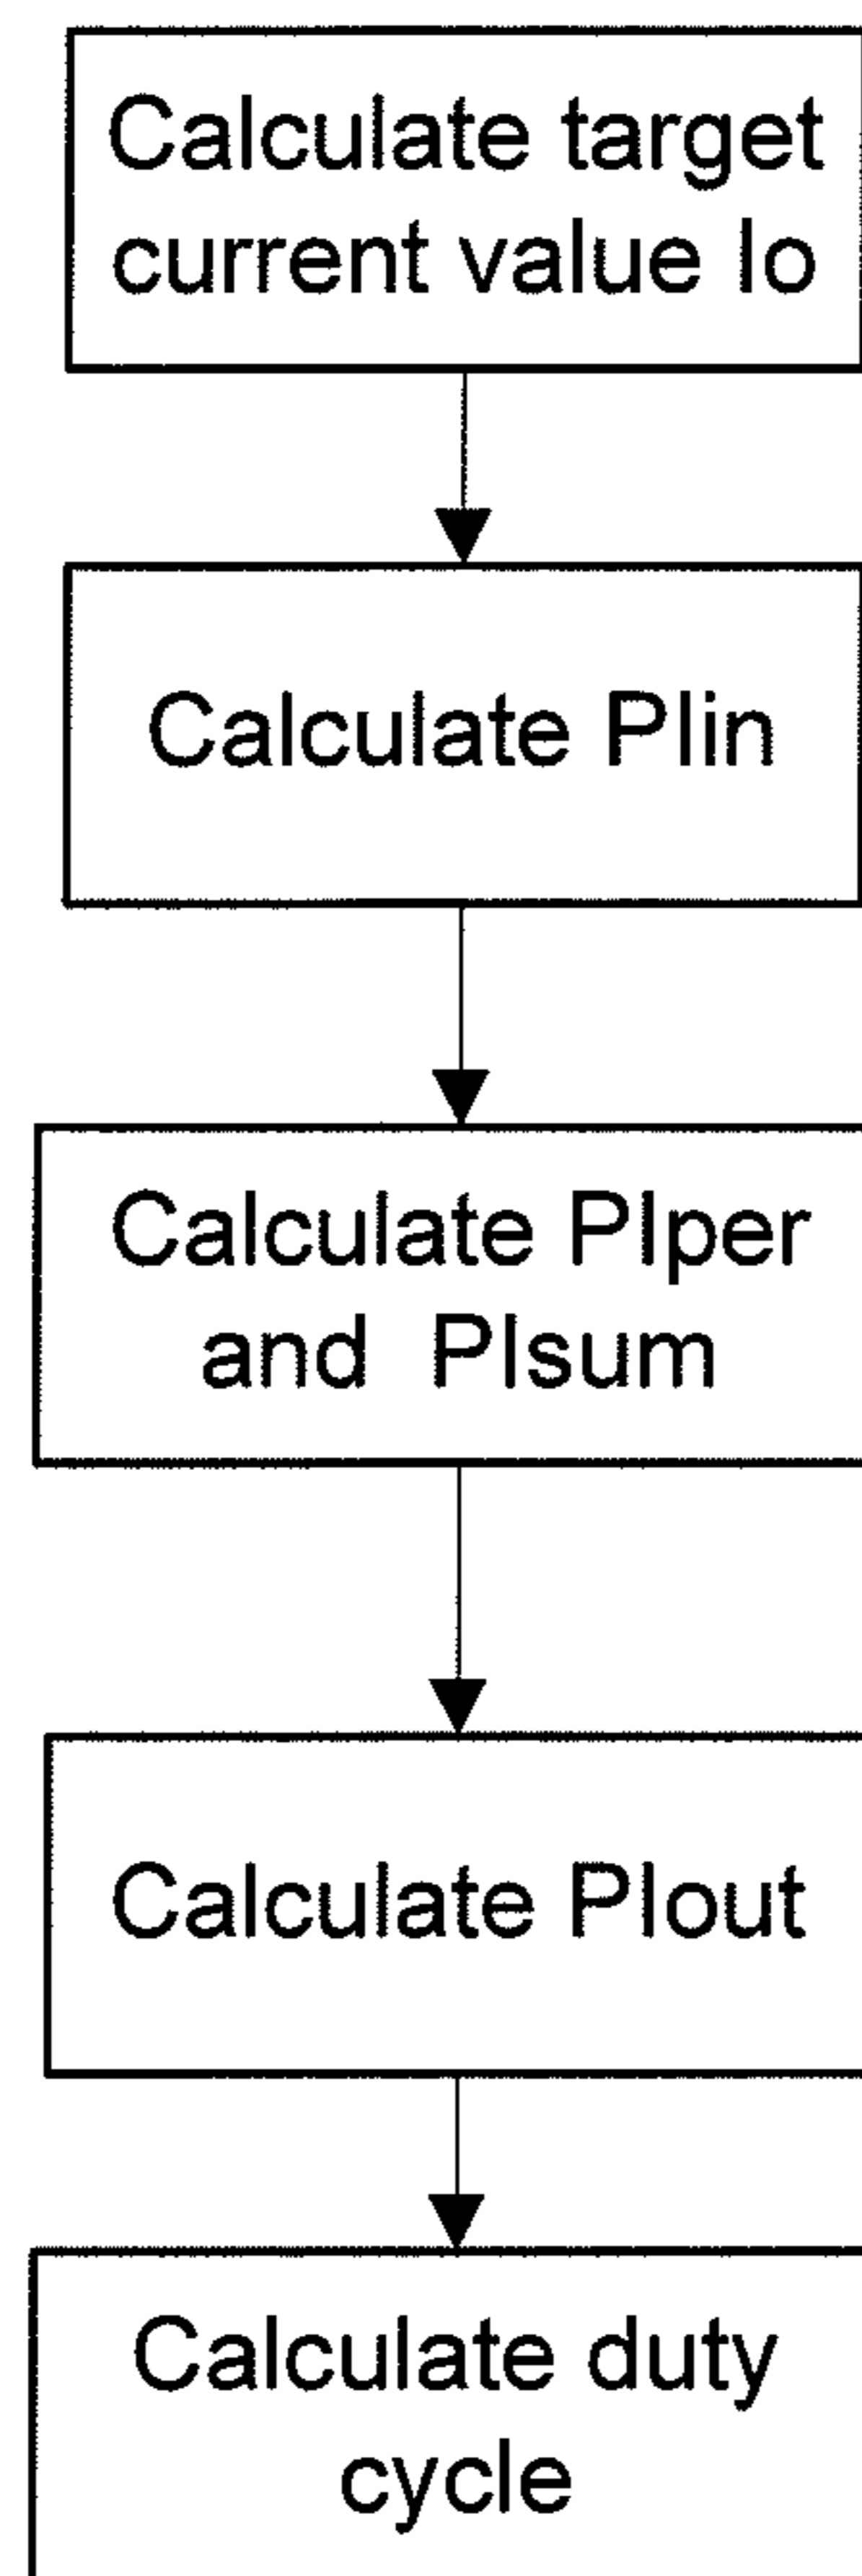 Calculate target
current value Io
Calculate PIin
Calculate PIper
and PIsum
Calculate PIout
Calculate duty
cycle